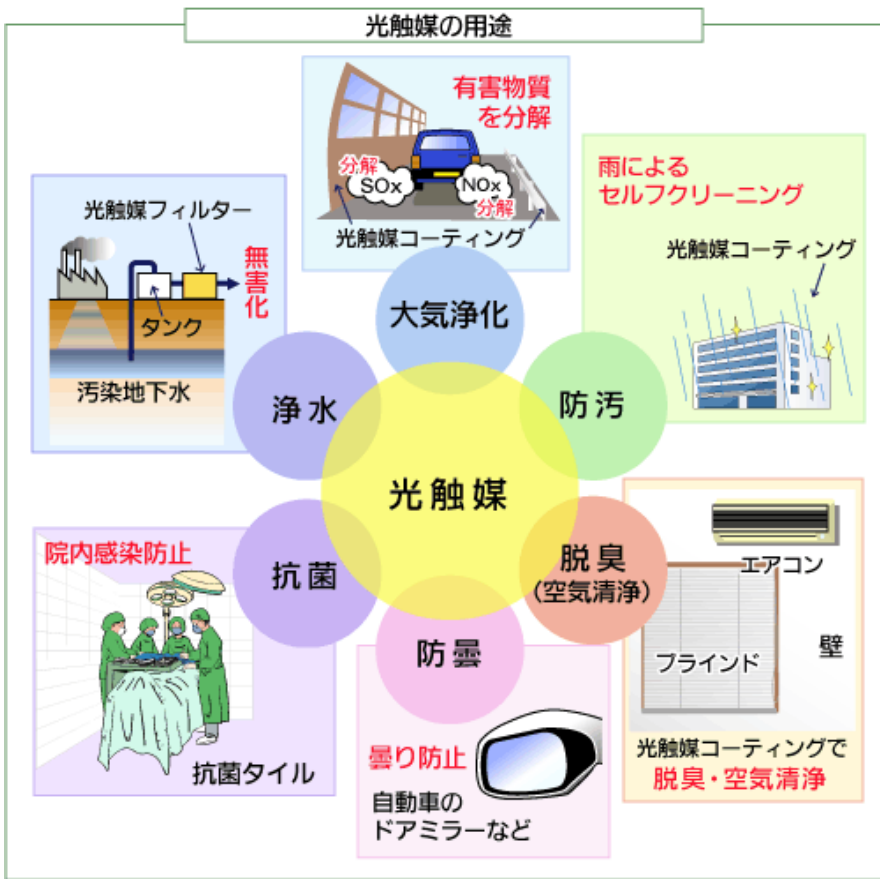 光触媒の用途
有害物質
を分解
分解
SOx
NOx
分解
光触媒コーティング
大気浄化
雨による
セルフクリーニング
光触媒コーティング
防汚
光触媒フィルター
無害化
タンク
汚染地下水
浄水
光触媒
院内感染防止
抗菌
抗菌タイル
防曇
曇り防止
自動車の
ドアミラーなど
脱臭
(空気清浄)
エアコン
ブラインド
壁
光触媒コーティングで
脱臭・空気清浄